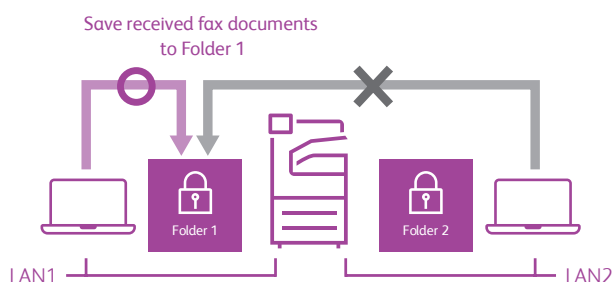 Save received fax documents
to Folder 1
Folder 1
Folder 2
LAN1
LAN2